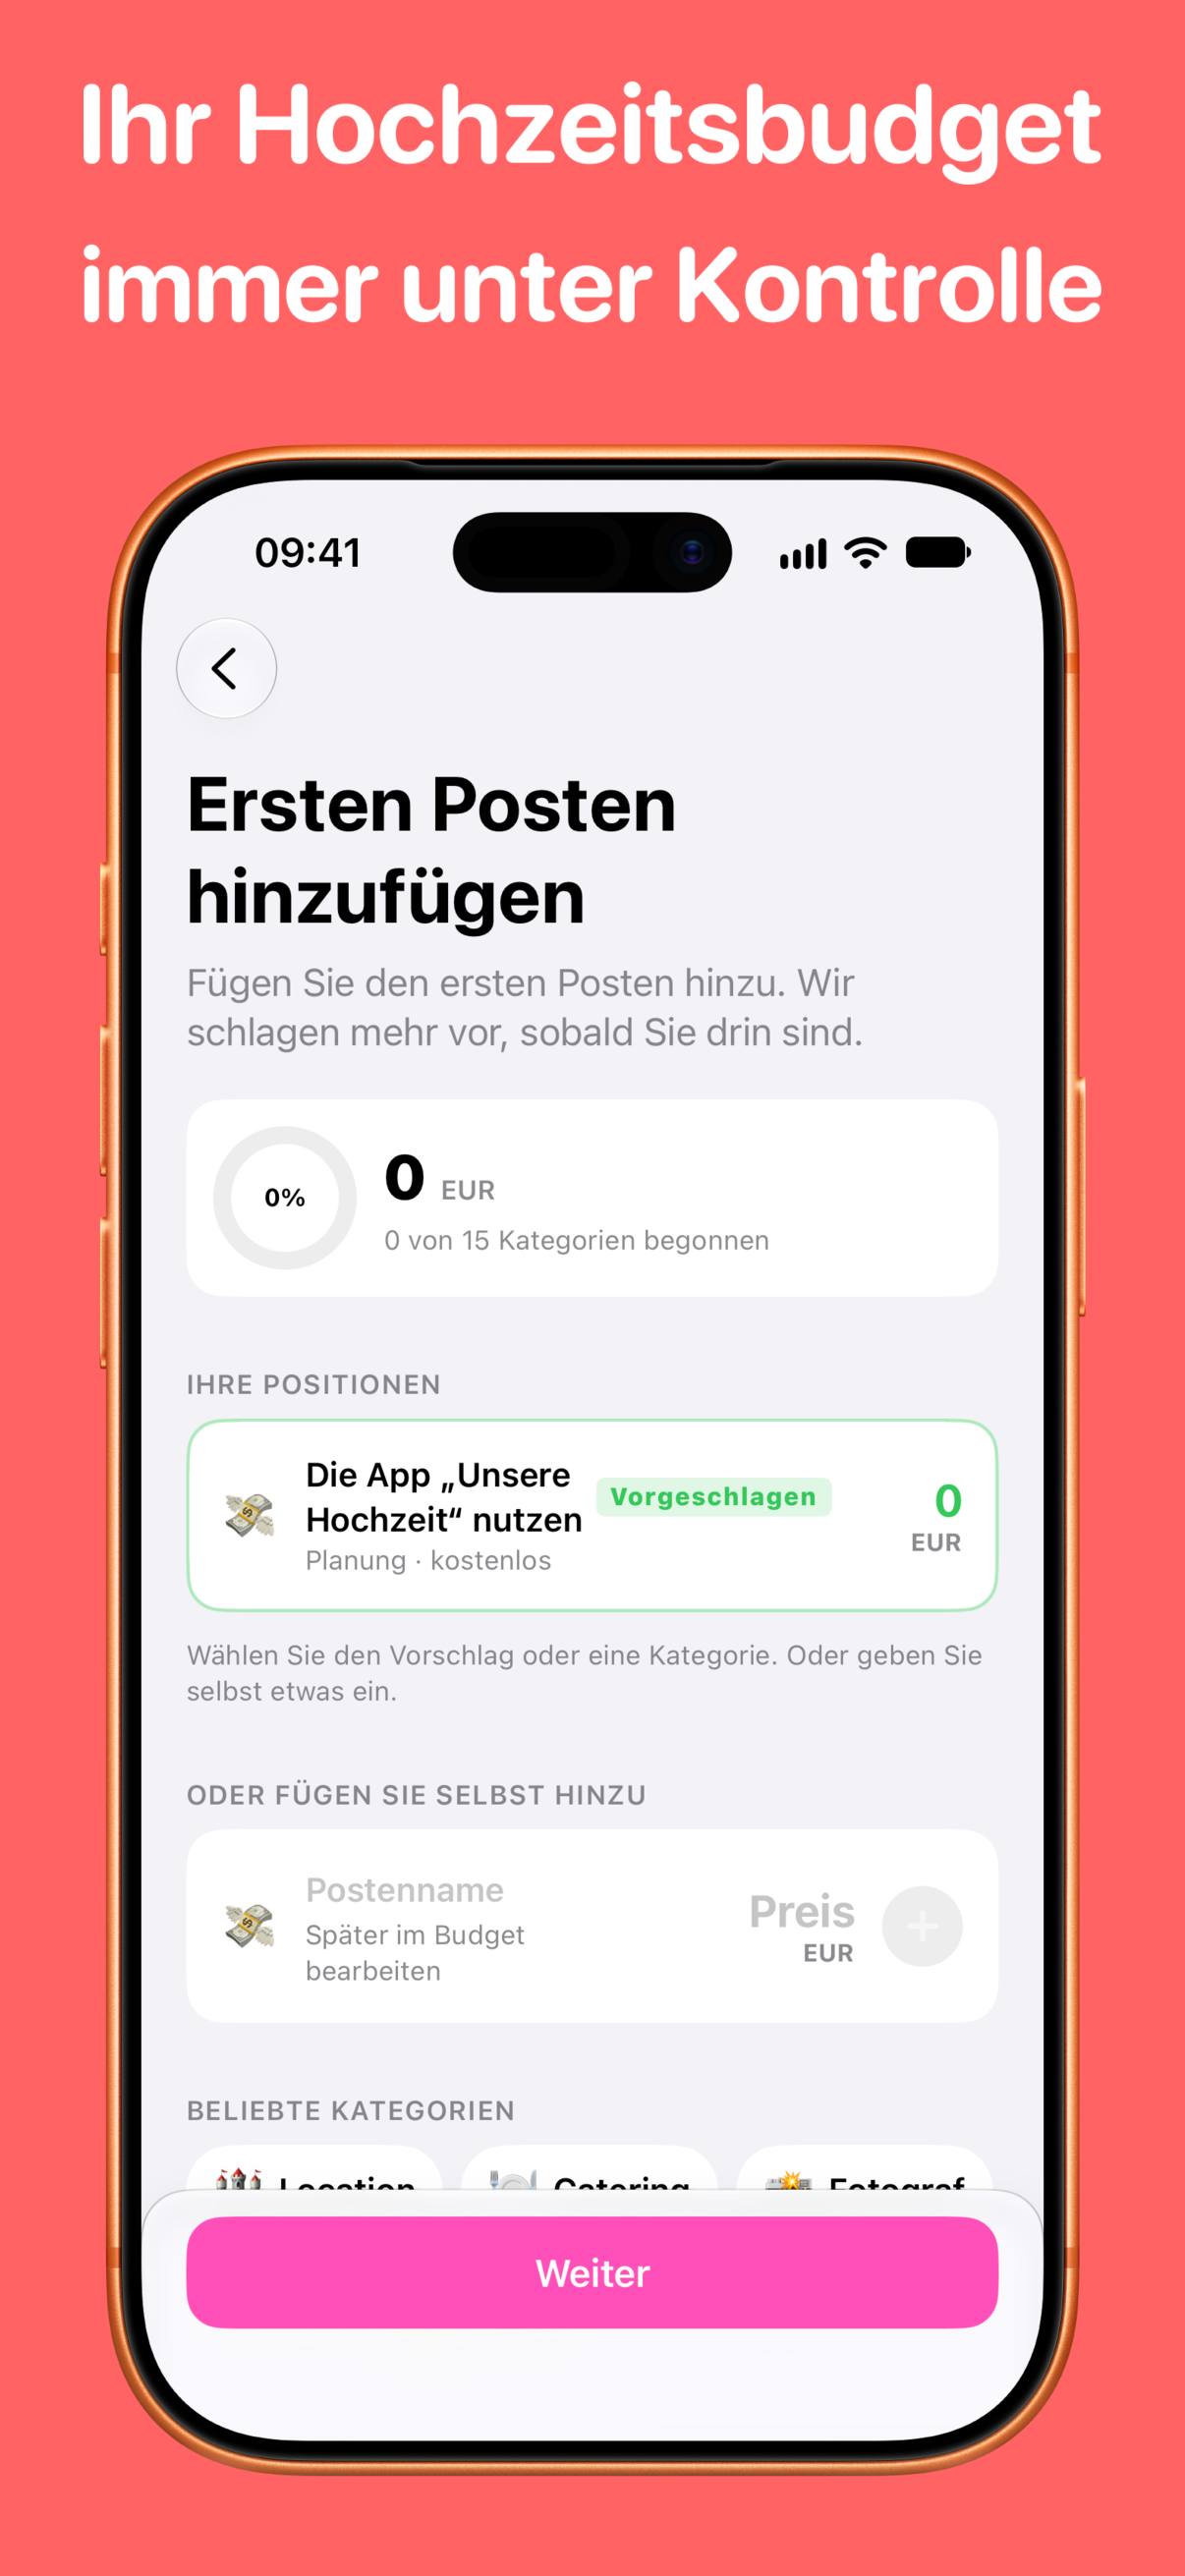 Ihr Hochzeitsbudget
immer unter Kontrolle
09:41
Ersten Posten
hinzufügen
Fügen Sie den ersten Posten hinzu. Wir
schlagen mehr vor, sobald Sie drin sind.
0%
0 EUR
0 von 15 Kategorien begonnen
IHRE POSITIONEN
Die App „Unsere
Hochzeit“ nutzen
Vorgeschlagen
Planung · kostenlos
0
EUR
Wählen Sie den Vorschlag oder eine Kategorie. Oder geben Sie
selbst etwas ein.
ODER FÜGEN SIE SELBST HINZU
Postenname
Später im Budget
bearbeiten
Preis
EUR
BELIEBTE KATEGORIEN
Location
Catering
Fotograf
Weiter